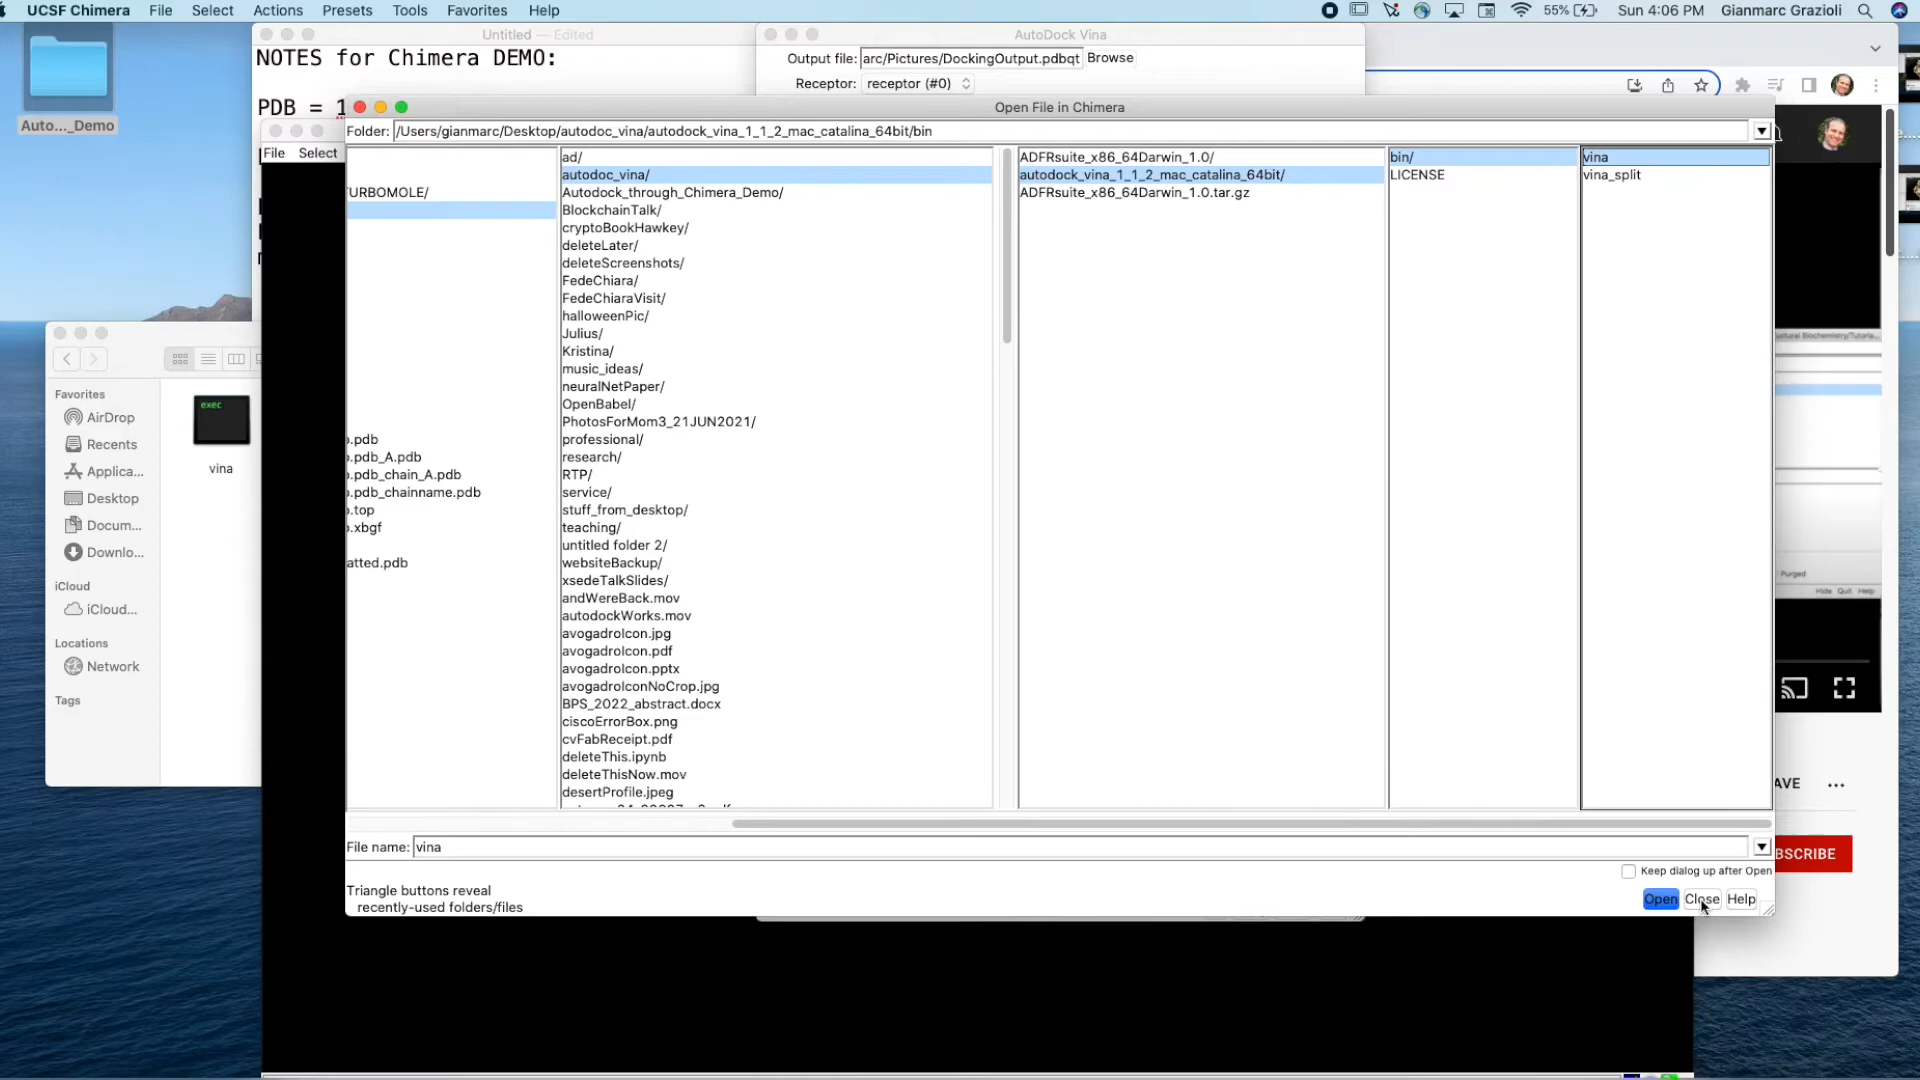 UCSF Chimera File Select Actions Presets Tools Favorites Help
55% Sun 4:06 PM Gianmarc Grazioli
Untitled — Edited
NOTES for Chimera DEMO:
PDB = 1
Auto..._Demo
File Select
AutoDock Vina
Output file: arc/Pictures/DockingOutput.pdbqt Browse
Receptor: receptor (#0)
Open File in Chimera
Folder: /Users/gianmarc/Desktop/autodoc_vina/autodock_vina_1_1_2_mac_catalina_64bit/bin
URBOMOLE/
.pdb
.pdb_A.pdb
.pdb_chain_A.pdb
.pdb_chainname.pdb
.top
.xbgf
atted.pdb
ad/
autodoc_vina/
Autodock_through_Chimera_Demo/
BlockchainTalk/
cryptoBookHawkey/
deleteLater/
deleteScreenshots/
FedeChiara/
FedeChiaraVisit/
halloweenPic/
Julius/
Kristina/
music_ideas/
neuralNetPaper/
OpenBabel/
PhotosForMom3_21JUN2021/
professional/
research/
RTP/
service/
stuff_from_desktop/
teaching/
untitled folder 2/
websiteBackup/
xsedeTalkSlides/
andWereBack.mov
autodockWorks.mov
avogadroIcon.jpg
avogadroIcon.pdf
avogadroIcon.pptx
avogadroIconNoCrop.jpg
BPS_2022_abstract.docx
ciscoErrorBox.png
cvFabReceipt.pdf
deleteThis.ipynb
deleteThisNow.mov
desertProfile.jpeg
ADFRsuite_x86_64Darwin_1.0/
autodock_vina_1_1_2_mac_catalina_64bit/
ADFRsuite_x86_64Darwin_1.0.tar.gz
bin/
LICENSE
vina
vina_split
File name: vina
Keep dialog up after Open
Triangle buttons reveal
recently-used folders/files
Open Close Help
Favorites
AirDrop
Recents
Applica...
Desktop
Docum...
Downlo...
iCloud
iCloud...
Locations
Network
Tags
exec
vina
Purged
Hide Quit Help
AVE ...
BSCRIBE